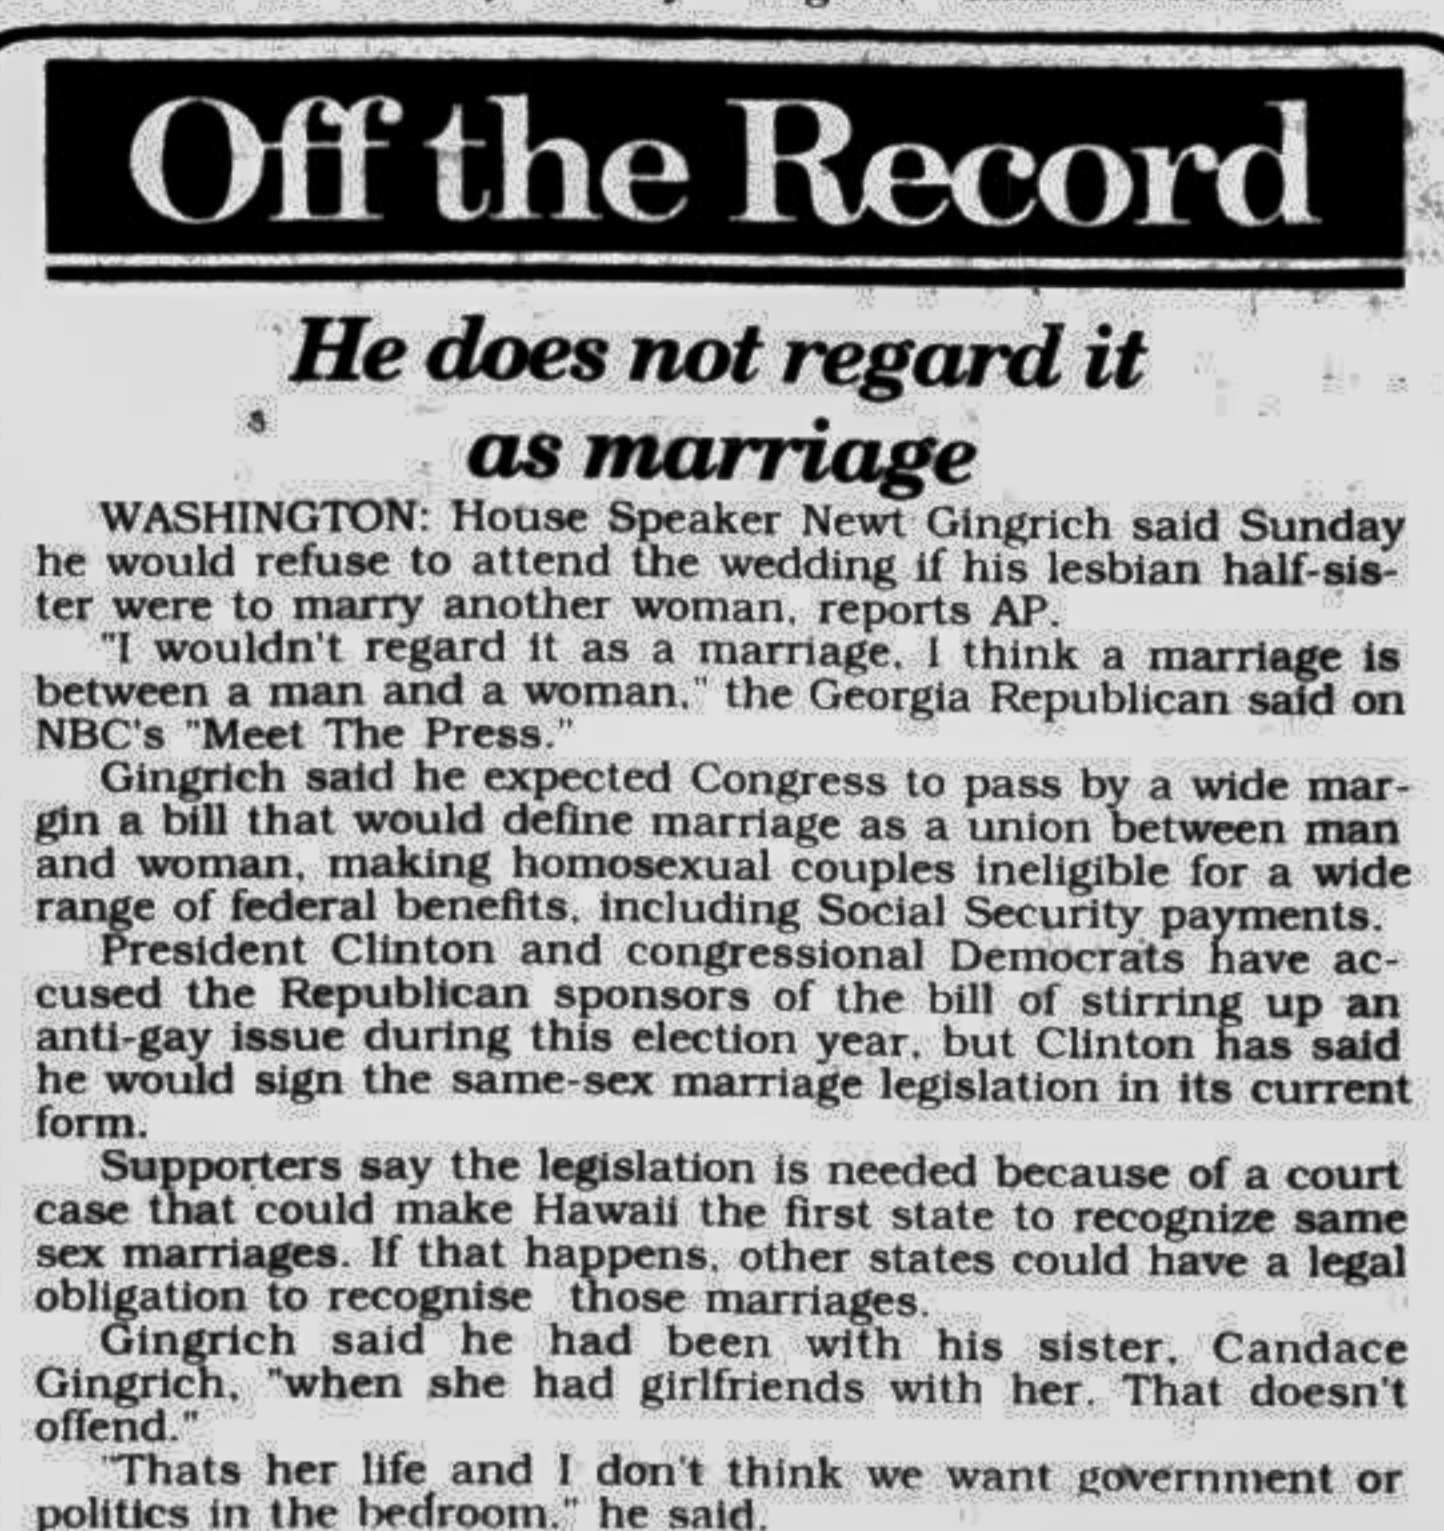 Off the Record
He does not regard it
as marriage
WASHINGTON: House Speaker Newt Gingrich said Sunday
he would refuse to attend the wedding if his lesbian half-sis-
ter were to marry another woman, reports AP.
"I wouldn't regard it as a marriage, I think a marriage is
between a man and a woman," the Georgia Republican said on
NBC's "Meet The Press."
Gingrich said he expected Congress to pass by a wide mar-
gin a bill that would define marriage as a union between man
and woman, making homosexual couples ineligible for a wide
range of federal benefits, including Social Security payments.
President Clinton and congressional Democrats have ac-
cused the Republican sponsors of the bill of stirring up an
anti-gay issue during this election year, but Clinton has said
he would sign the same-sex marriage legislation in its current
form.
Supporters say the legislation is needed because of a court
case that could make Hawaii the first state to recognize same
sex marriages. If that happens, other states could have a legal
obligation to recognise those marriages.
Gingrich said he had been with his sister, Candace
Gingrich, "when she had girlfriends with her. That doesn't
offend."
"Thats her life and I don't think we want government or
politics in the bedroom," he said.